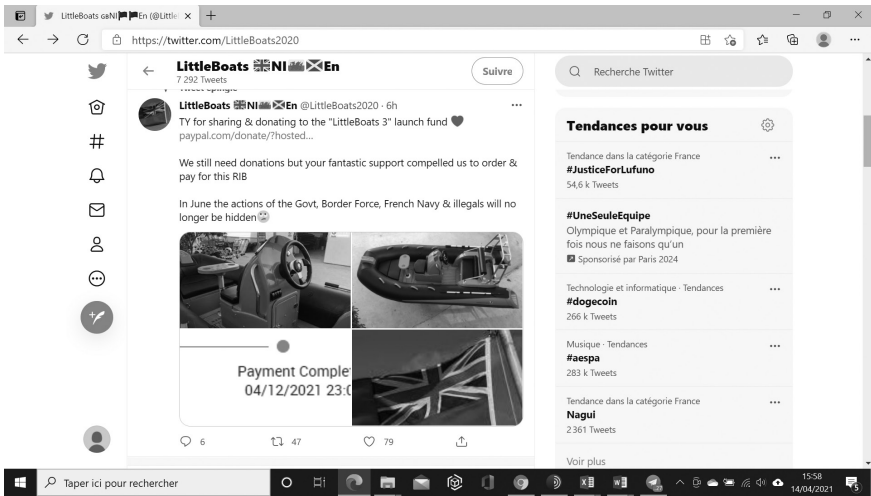 LittleBoats GBNI🏴🏴En (@Little
https://twitter.com/LittleBoats2020
LittleBoats 🇬🇧NI🏴󠁧󠁢󠁷󠁬󠁳󠁿🏴󠁧󠁢󠁳󠁣󠁴󠁿En
7 292 Tweets
Suivre
Tweet épinglé
LittleBoats 🇬🇧NI🏴󠁧󠁢󠁷󠁬󠁳󠁿🏴󠁧󠁢󠁳󠁣󠁴󠁿En @LittleBoats2020 · 6h
TY for sharing & donating to the "LittleBoats 3" launch fund 🖤
paypal.com/donate/?hosted...
We still need donations but your fantastic support compelled us to order &
pay for this RIB
In June the actions of the Govt, Border Force, French Navy & illegals will no
longer be hidden🙄
Payment Comple
04/12/2021 23:0
6
47
79
Recherche Twitter
Tendances pour vous
Tendance dans la catégorie France
#JusticeForLufuno
54,6 k Tweets
#UneSeuleEquipe
Olympique et Paralympique, pour la première
fois nous ne faisons qu'un
Sponsorisé par Paris 2024
Technologie et informatique · Tendances
#dogecoin
266 k Tweets
Musique · Tendances
#aespa
283 k Tweets
Tendance dans la catégorie France
Nagui
2 361 Tweets
Voir plus
Taper ici pour rechercher
15:58
14/04/2021
5